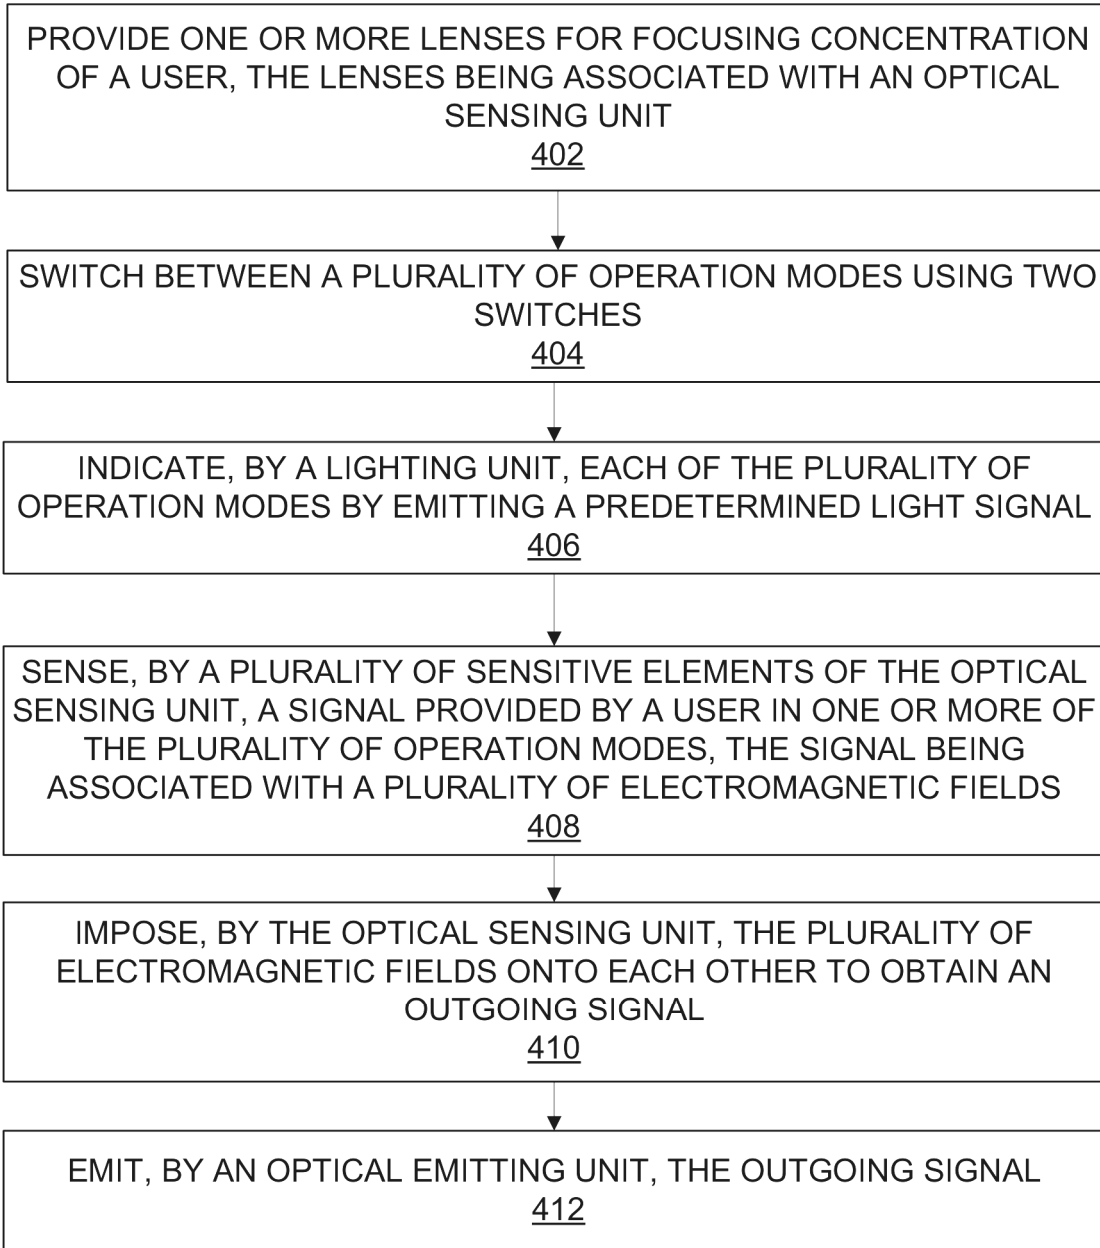 PROVIDE ONE OR MORE LENSES FOR FOCUSING CONCENTRATION
OF A USER, THE LENSES BEING ASSOCIATED WITH AN OPTICAL
SENSING UNIT
402
SWITCH BETWEEN A PLURALITY OF OPERATION MODES USING TWO
SWITCHES
404
INDICATE, BY A LIGHTING UNIT, EACH OF THE PLURALITY OF
OPERATION MODES BY EMITTING A PREDETERMINED LIGHT SIGNAL
406
SENSE, BY A PLURALITY OF SENSITIVE ELEMENTS OF THE OPTICAL
SENSING UNIT, A SIGNAL PROVIDED BY A USER IN ONE OR MORE OF
THE PLURALITY OF OPERATION MODES, THE SIGNAL BEING
ASSOCIATED WITH A PLURALITY OF ELECTROMAGNETIC FIELDS
408
IMPOSE, BY THE OPTICAL SENSING UNIT, THE PLURALITY OF
ELECTROMAGNETIC FIELDS ONTO EACH OTHER TO OBTAIN AN
OUTGOING SIGNAL
410
EMIT, BY AN OPTICAL EMITTING UNIT, THE OUTGOING SIGNAL
412